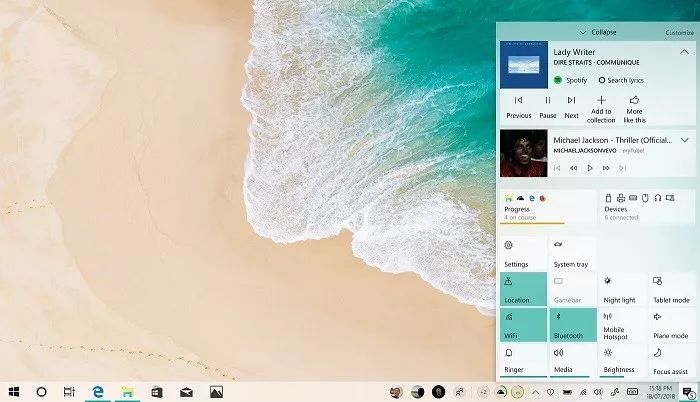 Collapse
Customize
Lady Writer
DIRE STRAITS · COMMUNIQUE
Spotify
Search lyrics
Previous
Pause
Next
Add to
collection
More
like this
Michael Jackson - Thriller (Official...
MICHAELJACKSONVEVO · myTube!
Progress
4 on course
Devices
6 connected
Settings
System tray
Location
Gamebar
Night light
Tablet mode
WiFi
Bluetooth
Mobile
Hotspot
Plane mode
Ringer
Media
Brightness
Focus assist
+2
15:18 PM
18/07/2018